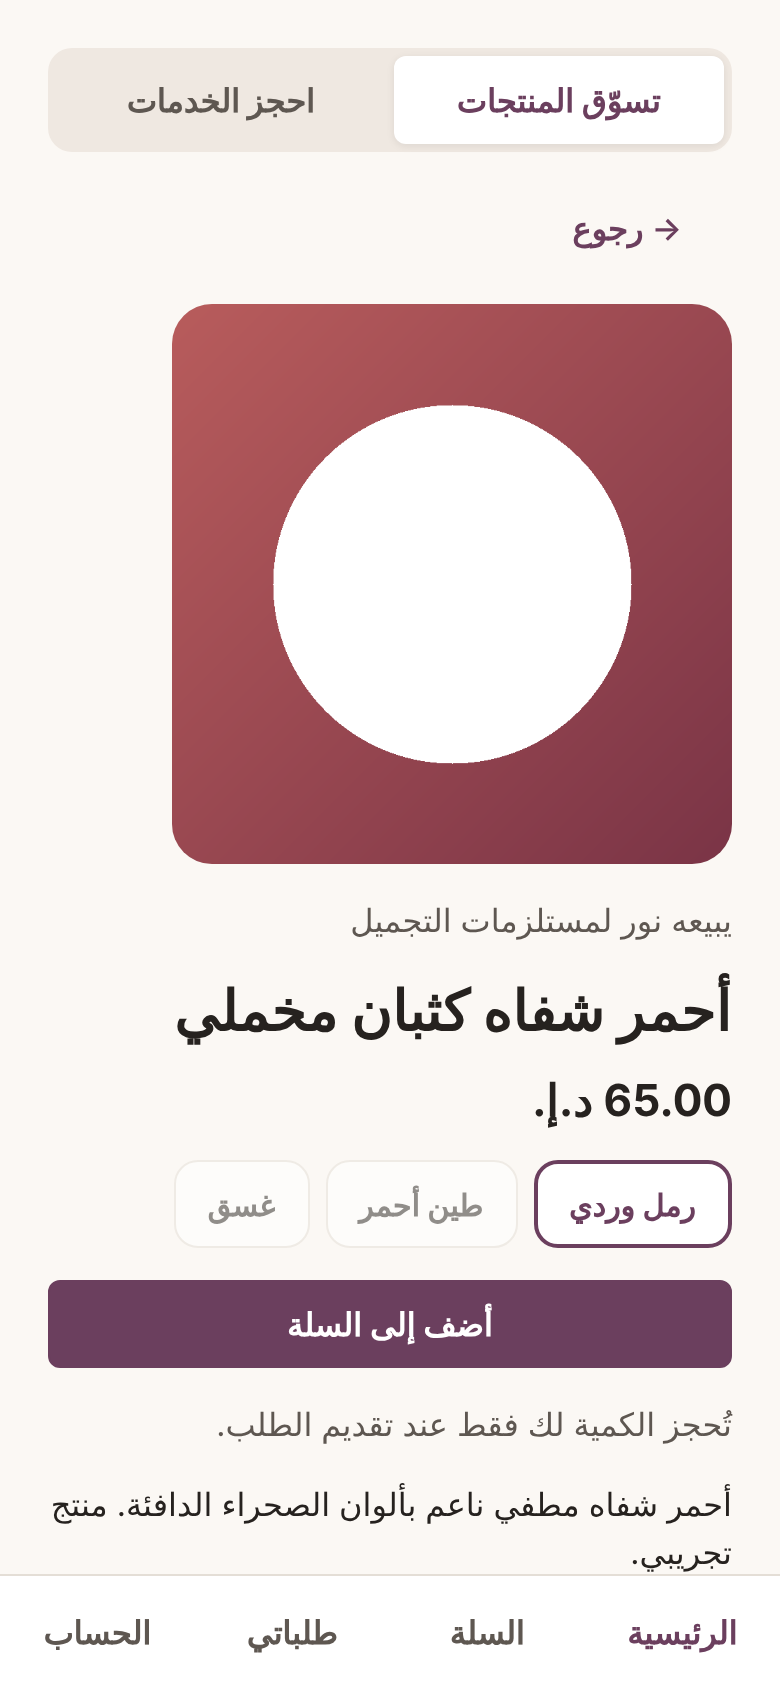 تسوّق المنتجات
احجز الخدمات
→ رجوع
يبيعه نور لمستلزمات التجميل
أحمر شفاه كثبان مخملي
65.00 د.إ.
رمل وردي
طين أحمر
غسق
أضف إلى السلة
تُحجز الكمية لك فقط عند تقديم الطلب.
أحمر شفاه مطفي ناعم بألوان الصحراء الدافئة. منتج
تجريبي.
الرئيسية
السلة
طلباتي
الحساب